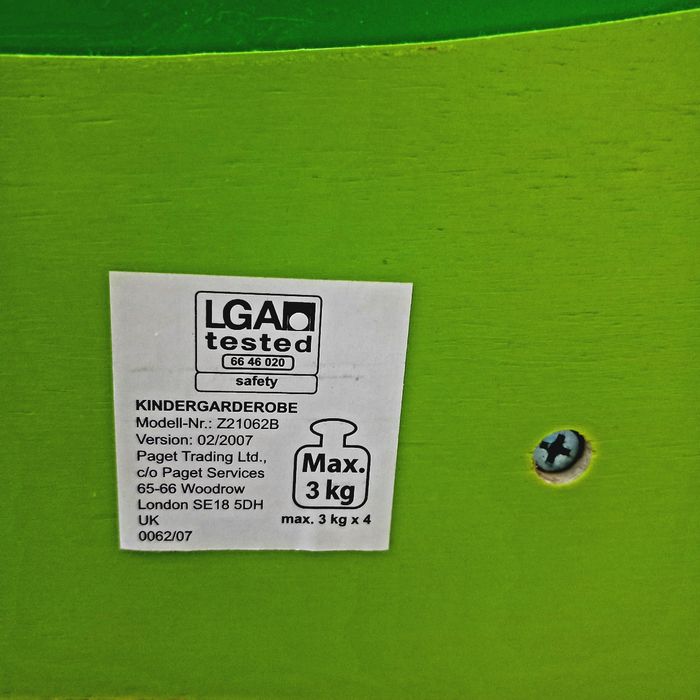 LGA
tested
66 46 020
safety
KINDERGARDEROBE
Modell-Nr.: Z21062B
Version: 02/2007
Paget Trading Ltd.,
c/o Paget Services
65-66 Woodrow
London SE18 5DH
UK
0062/07
Max.
3 kg
max. 3 kg x 4